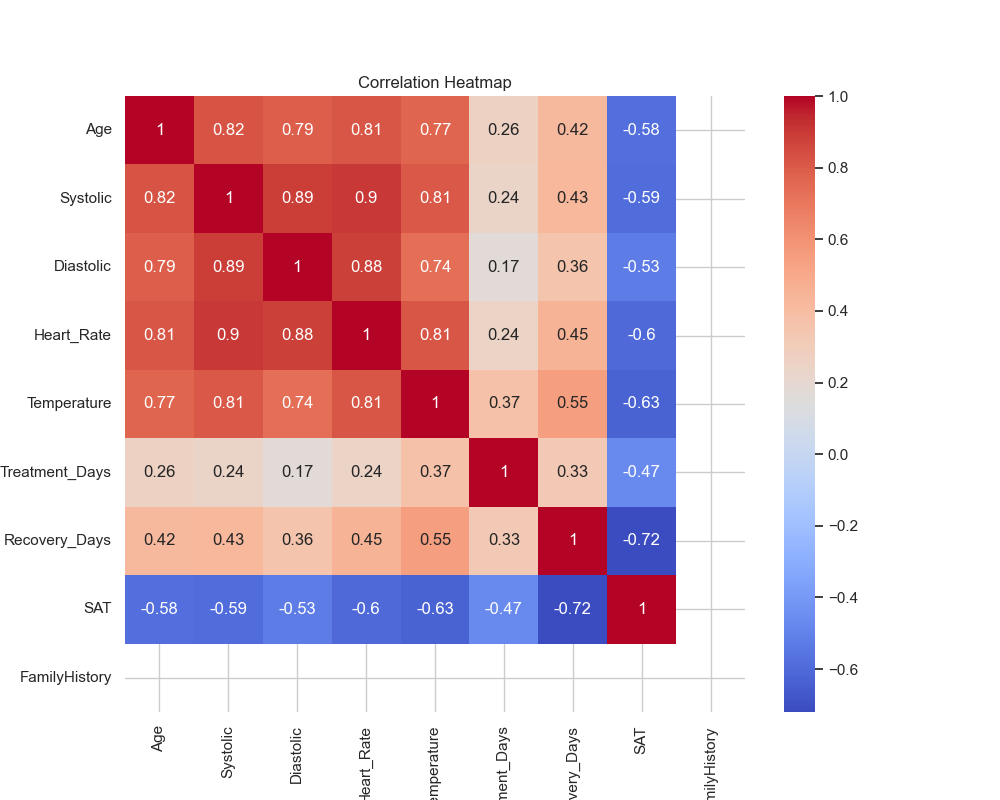 Correlation Heatmap
Age 1 0.82 0.79 0.81 0.77 0.26 0.42 -0.58
Systolic 0.82 1 0.89 0.9 0.81 0.24 0.43 -0.59
Diastolic 0.79 0.89 1 0.88 0.74 0.17 0.36 -0.53
Heart_Rate 0.81 0.9 0.88 1 0.81 0.24 0.45 -0.6
Temperature 0.77 0.81 0.74 0.81 1 0.37 0.55 -0.63
Treatment_Days 0.26 0.24 0.17 0.24 0.37 1 0.33 -0.47
Recovery_Days 0.42 0.43 0.36 0.45 0.55 0.33 1 -0.72
SAT -0.58 -0.59 -0.53 -0.6 -0.63 -0.47 -0.72 1
FamilyHistory
Age
Systolic
Diastolic
Heart_Rate
emperature
ment_Days
very_Days
SAT
milyHistory
1.0
0.8
0.6
0.4
0.2
0.0
−0.2
−0.4
−0.6